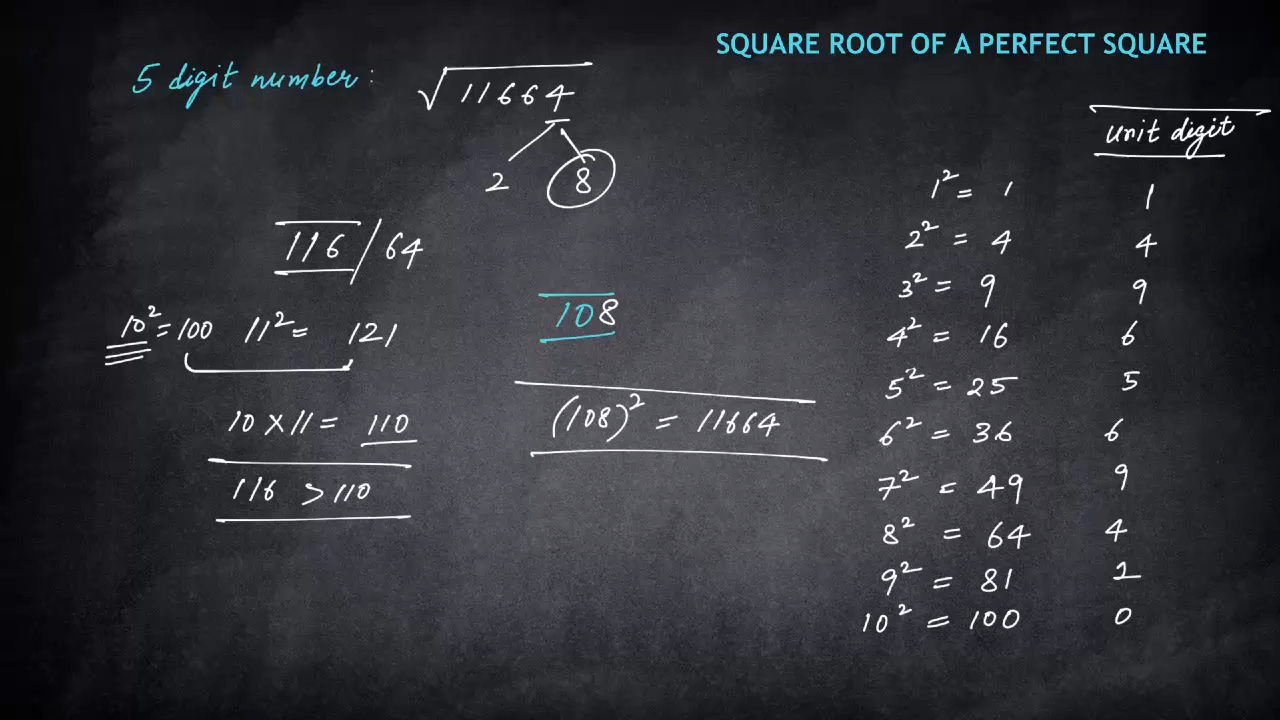 SQUARE ROOT OF A PERFECT SQUARE
5 digit number: √11664
2 8
116/64
10² = 100 11² = 121
10 × 11 = 110
116 > 110
108
(108)² = 11664
unit digit
1² = 1 1
2² = 4 4
3² = 9 9
4² = 16 6
5² = 25 5
6² = 36 6
7² = 49 9
8² = 64 4
9² = 81 2
10² = 100 0